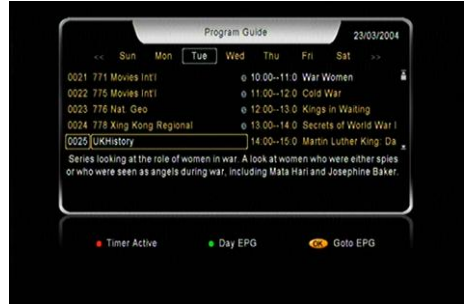 Program Guide 23/03/2004
<< Sun Mon Tue Wed Thu Fri Sat >>
0021 771 Movies Int'l 10:00--11:0 War Women
0022 775 Movies Int'l 11:00--12:0 Cold War
0023 776 Nat. Geo 12:00--13:0 Kings in Waiting
0024 778 Xing Kong Regional 13:00--14:0 Secrets of World War I
0025 UKHistory 14:00--15:0 Martin Luther King: Da
Series looking at the role of women in war. A look at women who were either spies
or who were seen as angels during war, including Mata Hari and Josephine Baker.
Timer Active Day EPG OK Goto EPG